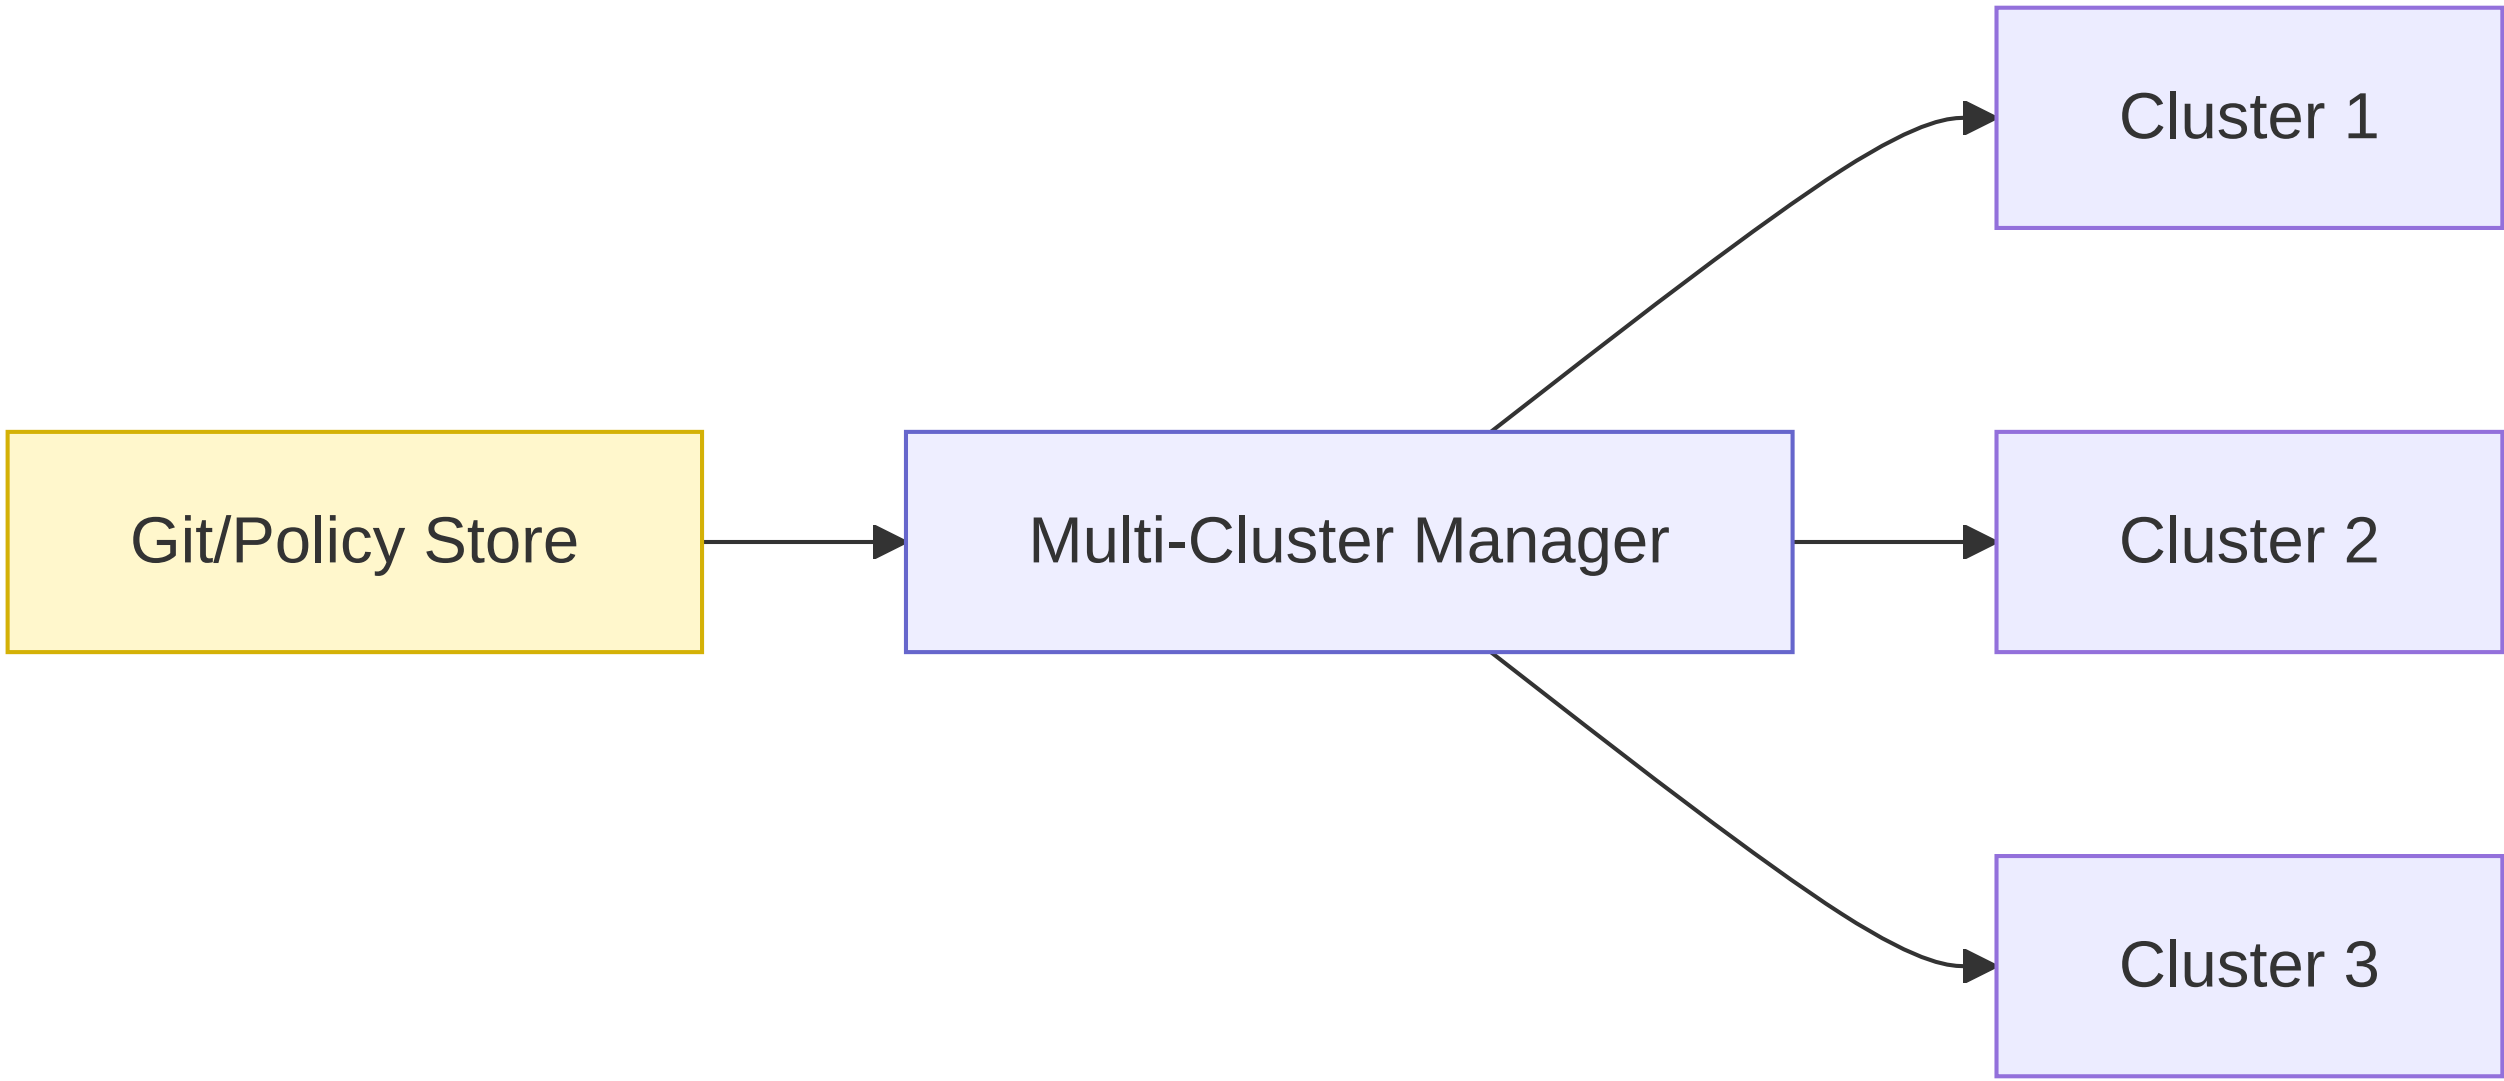 Cluster 1
Git/Policy Store
Multi-Cluster Manager
Cluster 2
Cluster 3